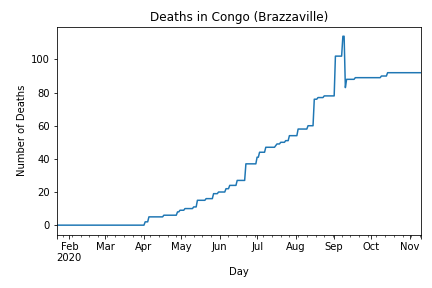 Deaths in Congo (Brazzaville)
Number of Deaths
100
80
60
40
20
0
Feb Mar Apr May Jun Jul Aug Sep Oct Nov
2020
Day